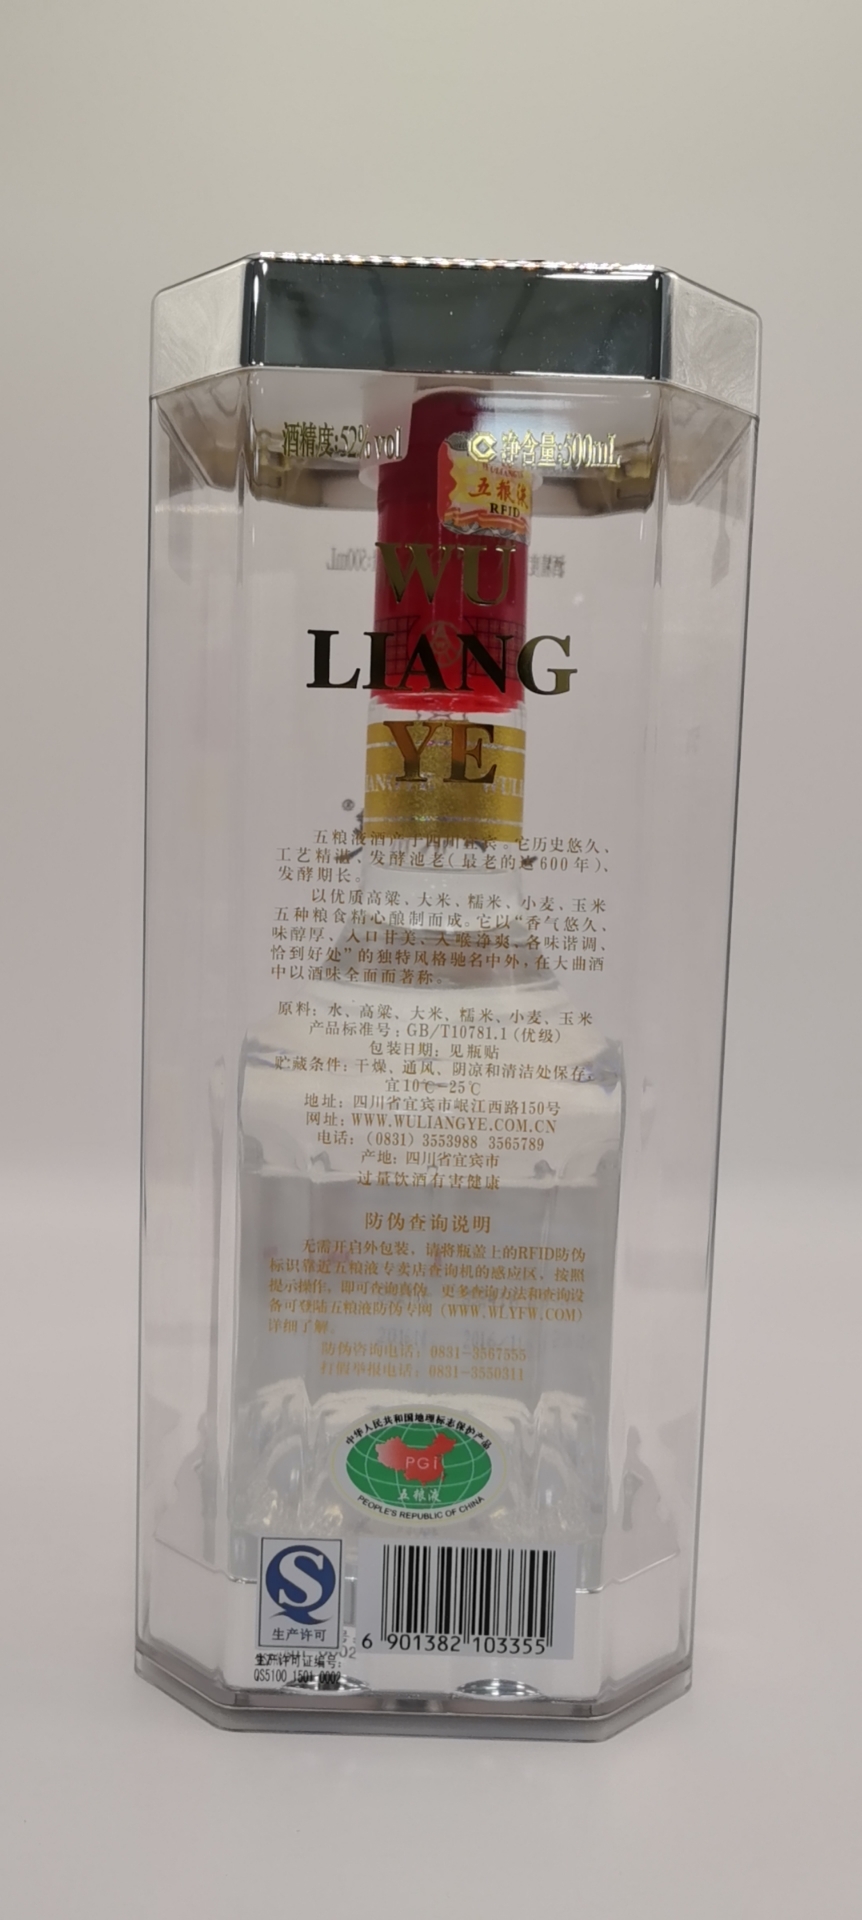 酒精度:52%vol
净含量:500mL
五粮液
RFID
WU
LIANG
YE
五粮液酒产于四川宜宾。它历史悠久、
工艺精湛、发酵池老(最老的逾600年)、
发酵期长。
以优质高粱、大米、糯米、小麦、玉米
五种粮食精心酿制而成。它以“香气悠久、
味醇厚、入口甘美、入喉净爽、各味谐调、
恰到好处”的独特风格驰名中外,在大曲酒
中以酒味全面而著称。
原料: 水、高粱、大米、糯米、小麦、玉米
产品标准号: GB/T10781.1 (优级)
包装日期: 见瓶贴
贮藏条件: 干燥、通风、阴凉和清洁处保存,
宜10℃-25℃
地址: 四川省宜宾市岷江西路150号
网址: WWW.WULIANGYE.COM.CN
电话: (0831) 3553988 3565789
产地: 四川省宜宾市
过量饮酒有害健康
防伪查询说明
无需开启外包装、请将瓶盖上的RFID防伪
标识靠近五粮液专卖店查询机的感应区、按照
提示操作, 即可查询真伪。更多查询方法和查询设
备可登陆五粮液防伪专网 (WWW.WLYFW.COM)
详细了解。
防伪咨询电话: 0831-3567555
打假举报电话: 0831-3550311
中华人民共和国地理标志保护产品
PGI
五粮液
PEOPLE'S REPUBLIC OF CHINA
生产许可
6 901382 103355
生产许可证编号:
QS5100 1501 0002